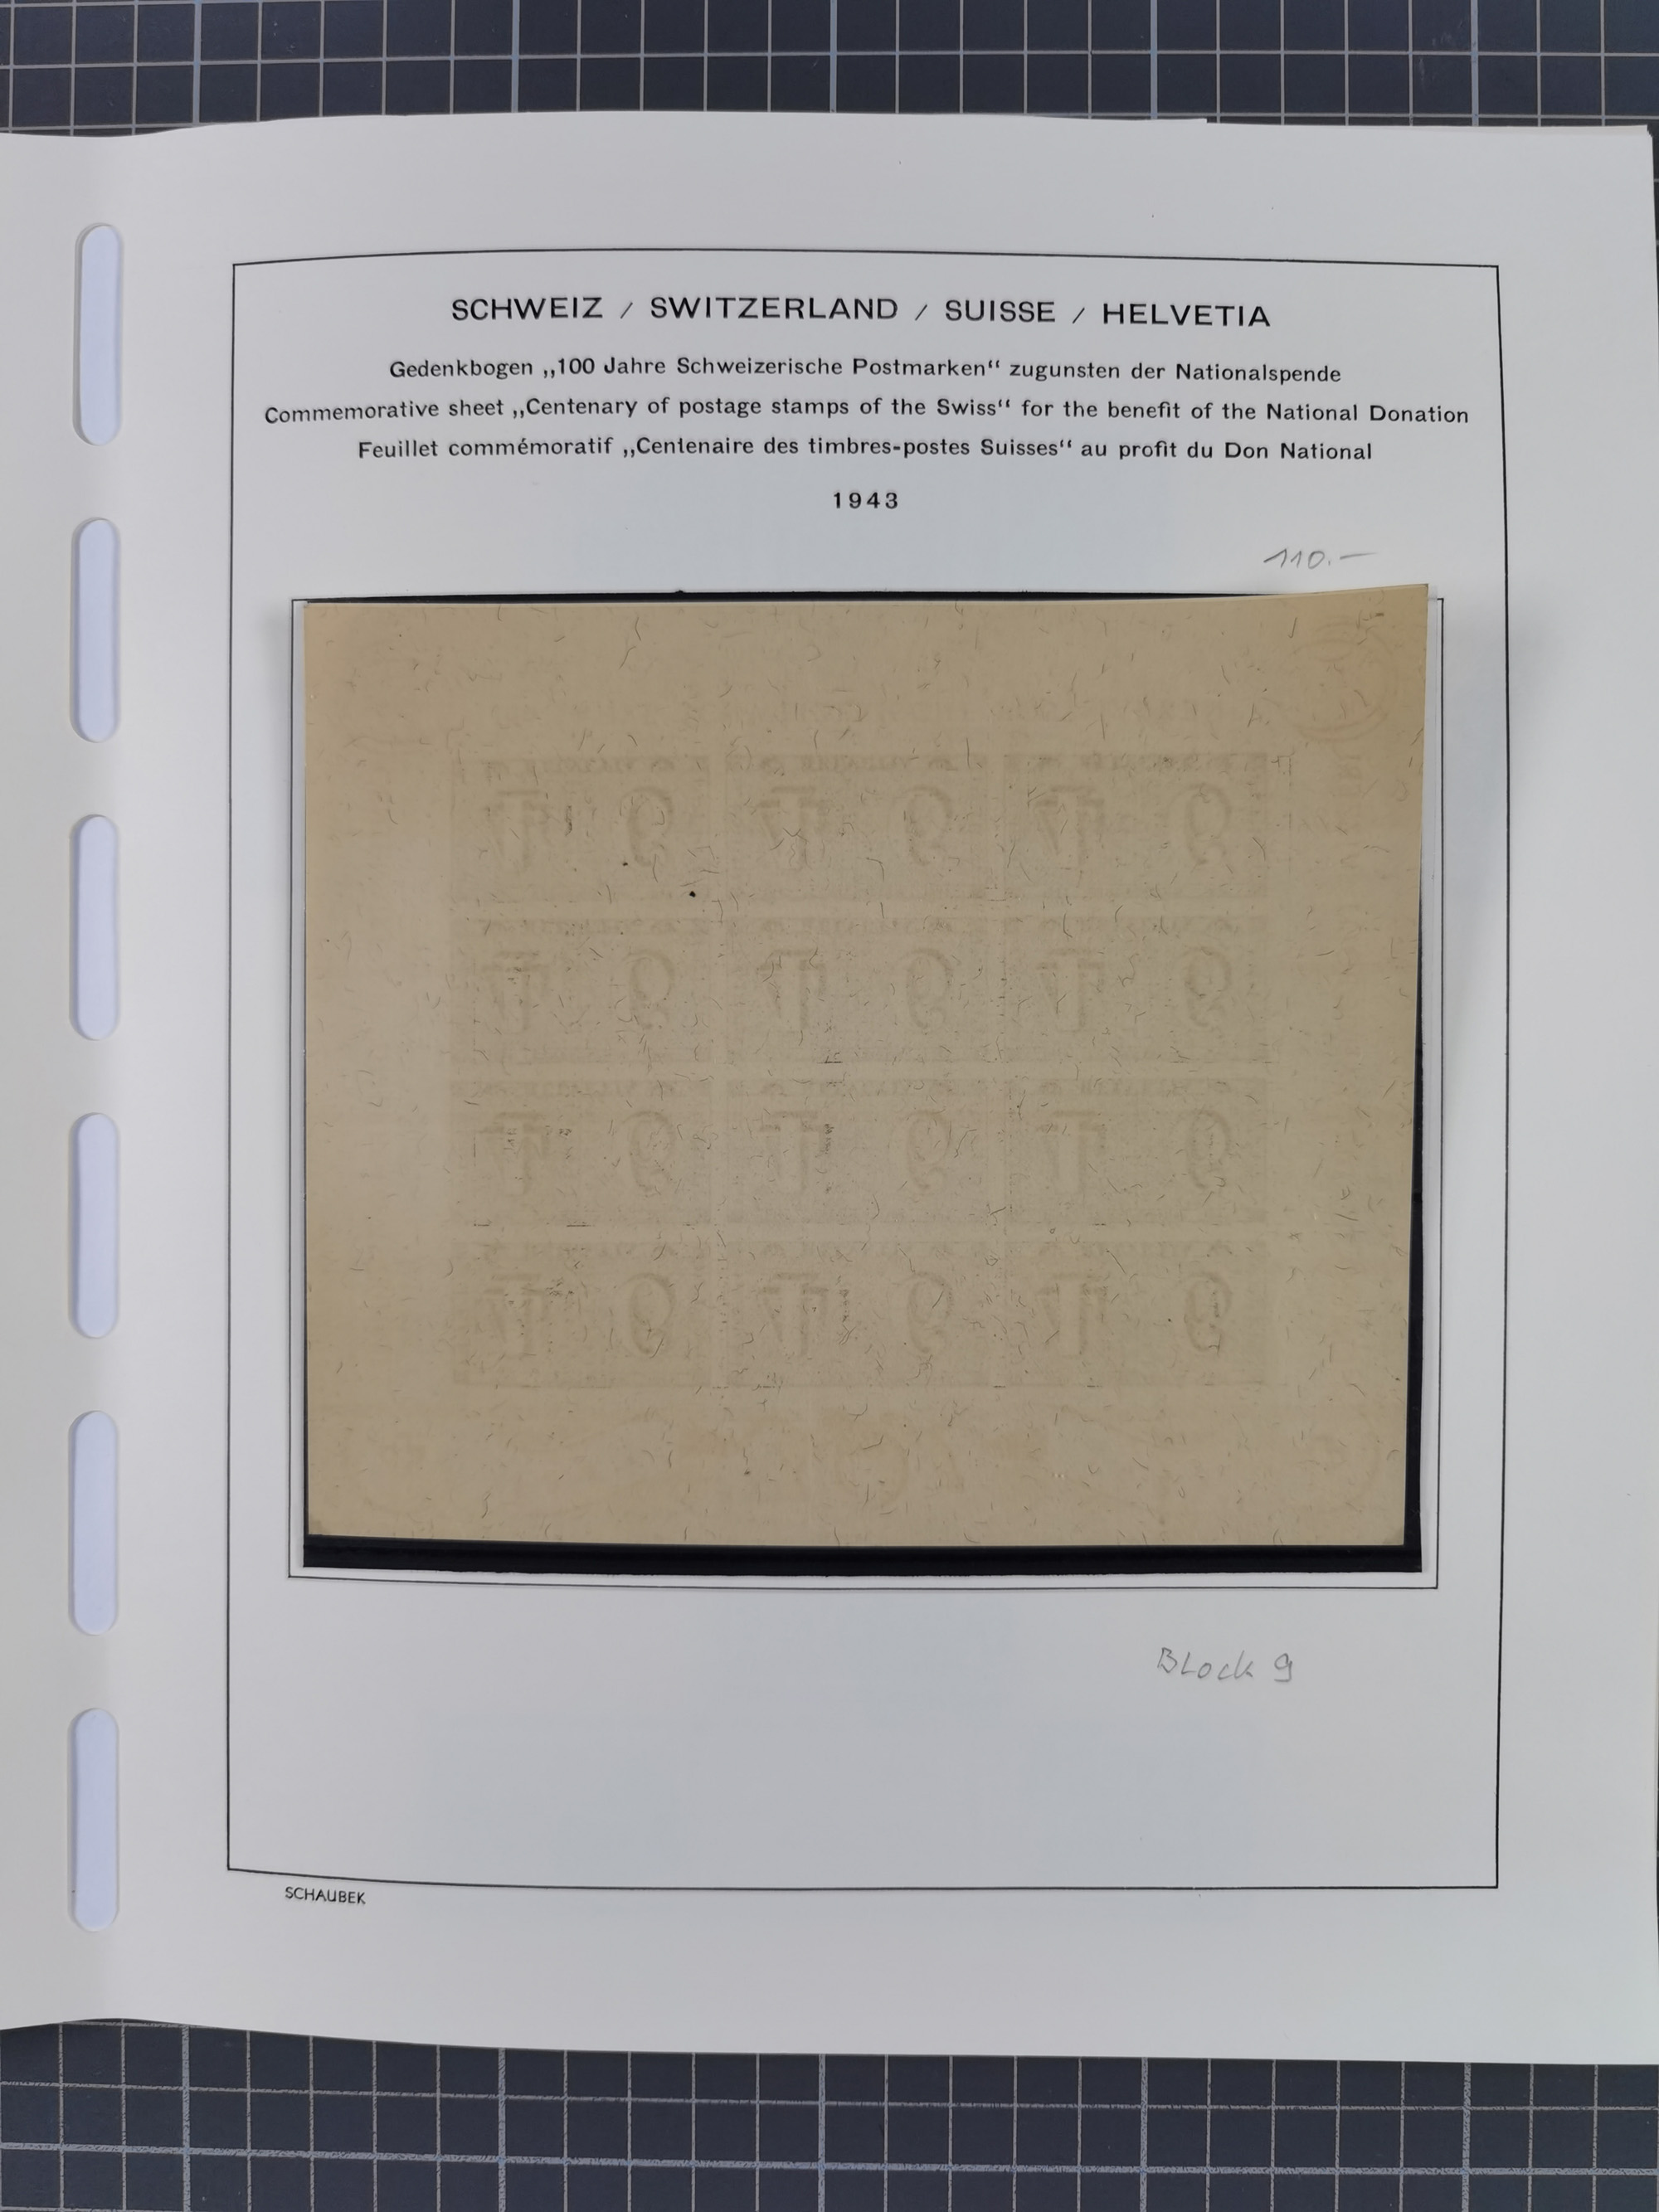 SCHWEIZ / SWITZERLAND / SUISSE / HELVETIA
Gedenkbogen „100 Jahre Schweizerische Postmarken“ zugunsten der Nationalspende
Commemorative sheet „Centenary of postage stamps of the Swiss“ for the benefit of the National Donation
Feuillet commémoratif „Centenaire des timbres-postes Suisses“ au profit du Don National
1943
110.—
Block 9
SCHAUBEK